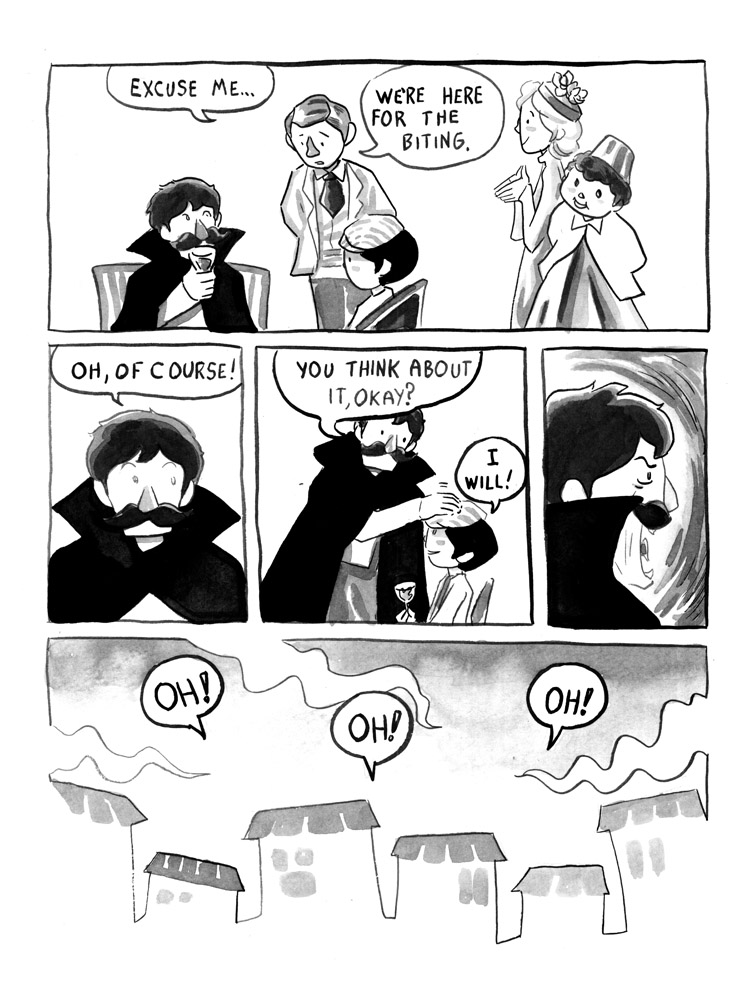 EXCUSE ME...
WE'RE HERE
FOR THE
BITING.
OH, OF COURSE!
YOU THINK ABOUT
IT, OKAY?
I
WILL!
OH!
OH!
OH!